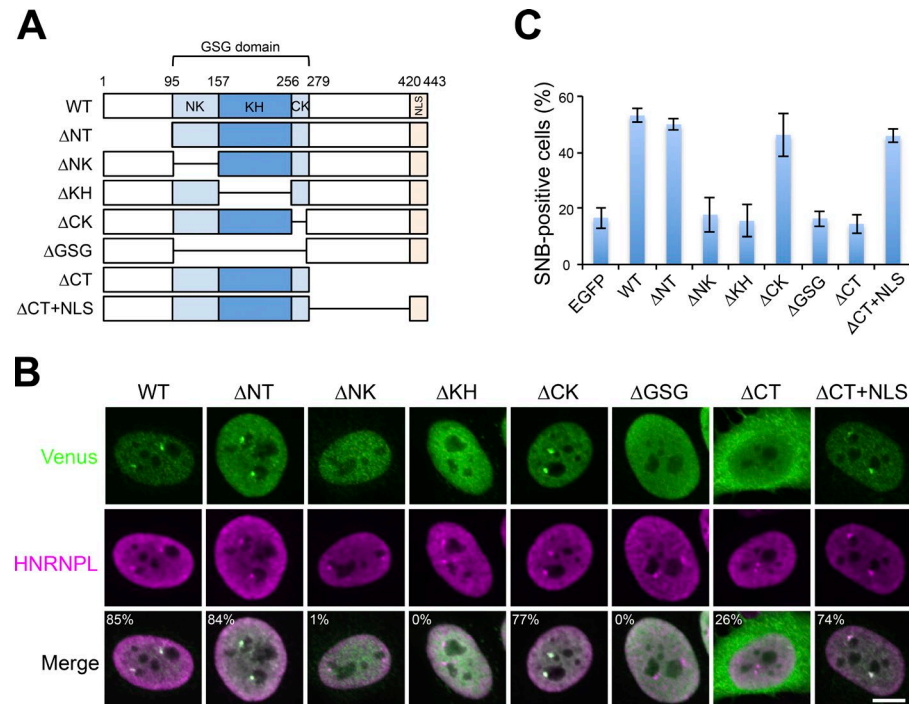 A
GSG domain
1 95 157 256 279 420 443
WT NK KH CK NLS
ΔNT
ΔNK
ΔKH
ΔCK
ΔGSG
ΔCT
ΔCT+NLS
C
SNB-positive cells (%)
60
40
20
0
EGFP WT ΔNT ΔNK ΔKH ΔCK ΔGSG ΔCT ΔCT+NLS
B
WT ΔNT ΔNK ΔKH ΔCK ΔGSG ΔCT ΔCT+NLS
Venus
HNRNPL
Merge
85% 84% 1% 0% 77% 0% 26% 74%